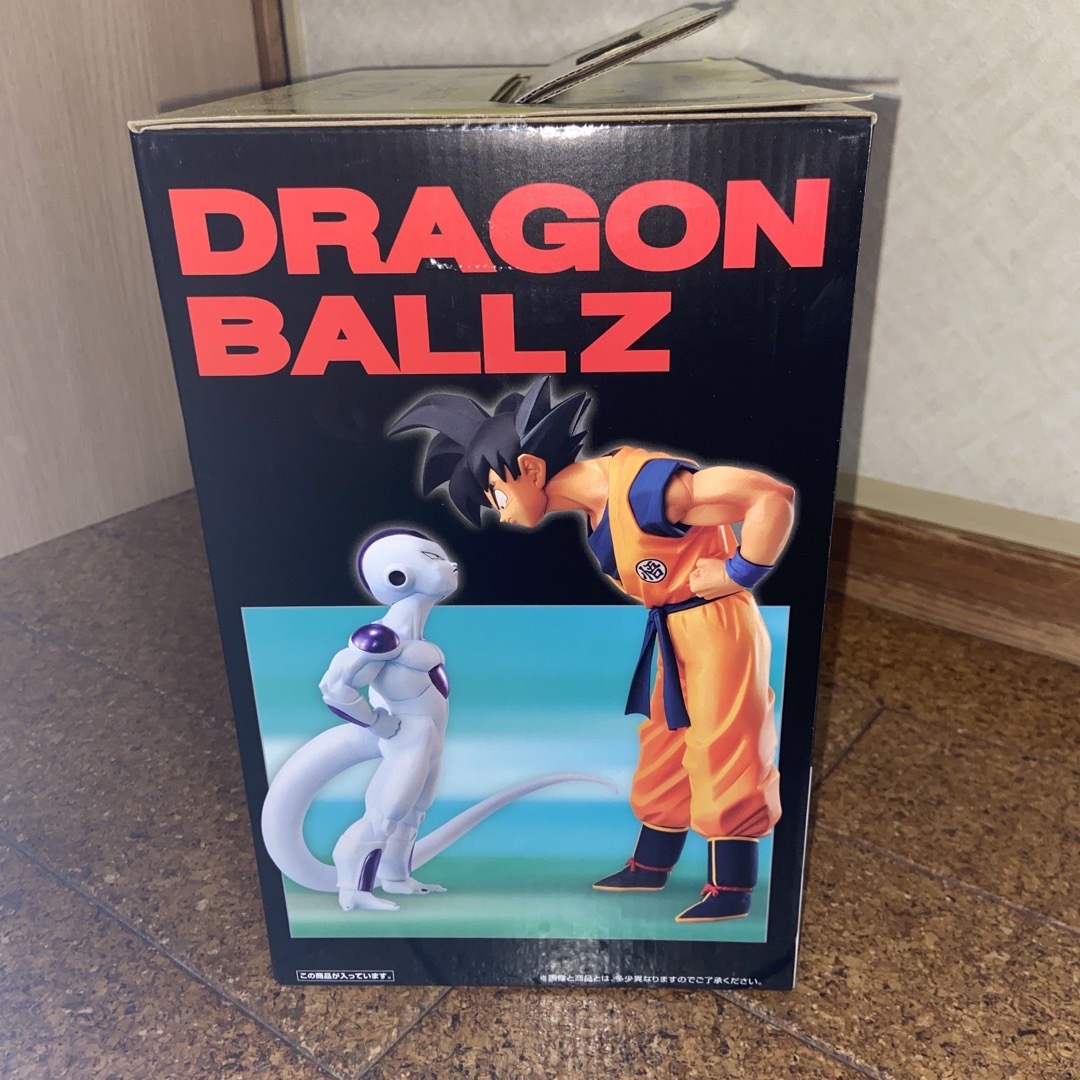 DRAGON
BALL Z
この商品が入っています。
※画像と商品とは、多少異なりますのでご了承ください。